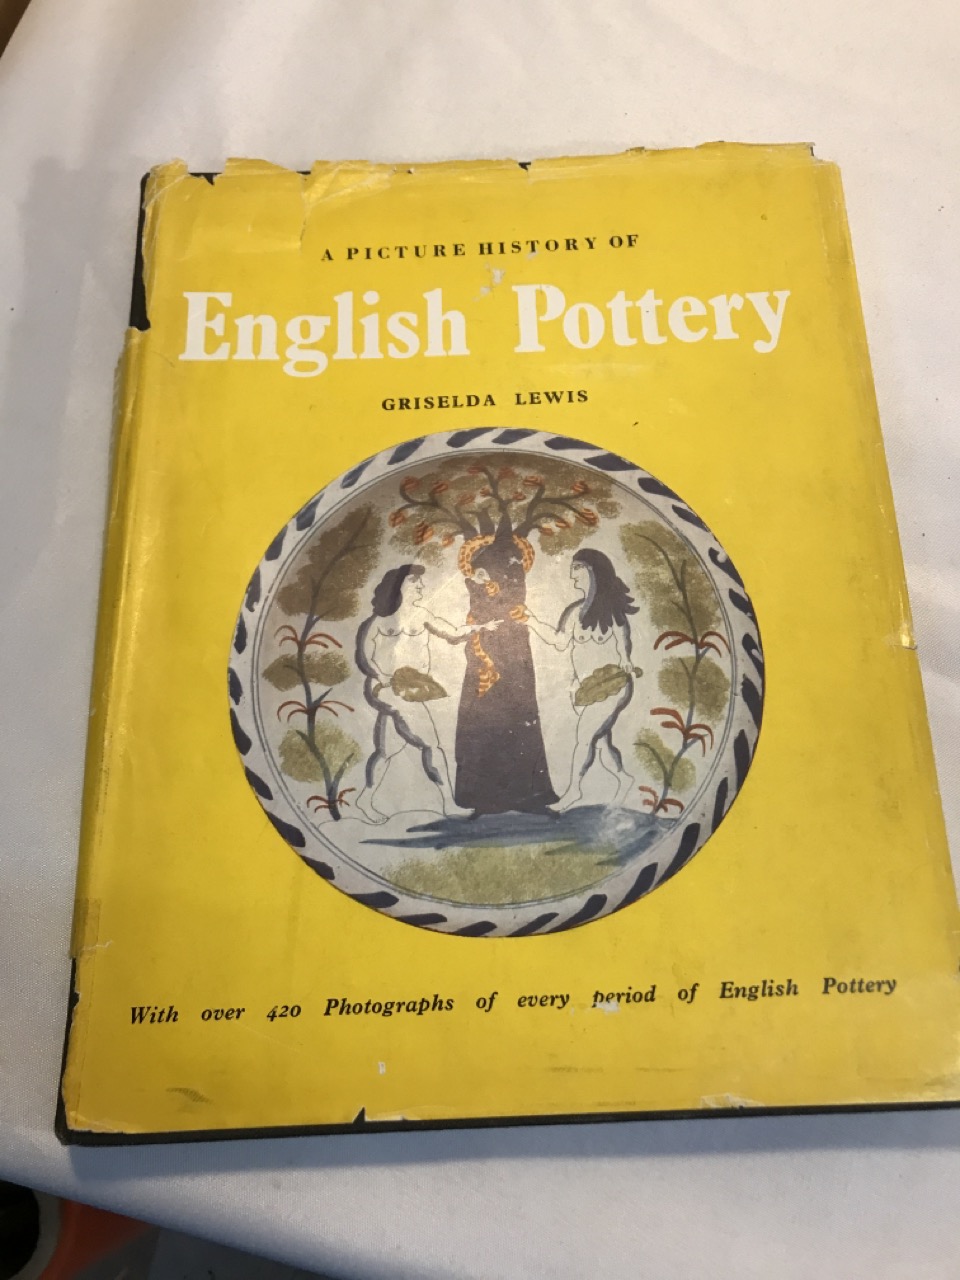 A PICTURE HISTORY OF
English Pottery
GRISELDA LEWIS
With over 420 Photographs of every period of English Pottery